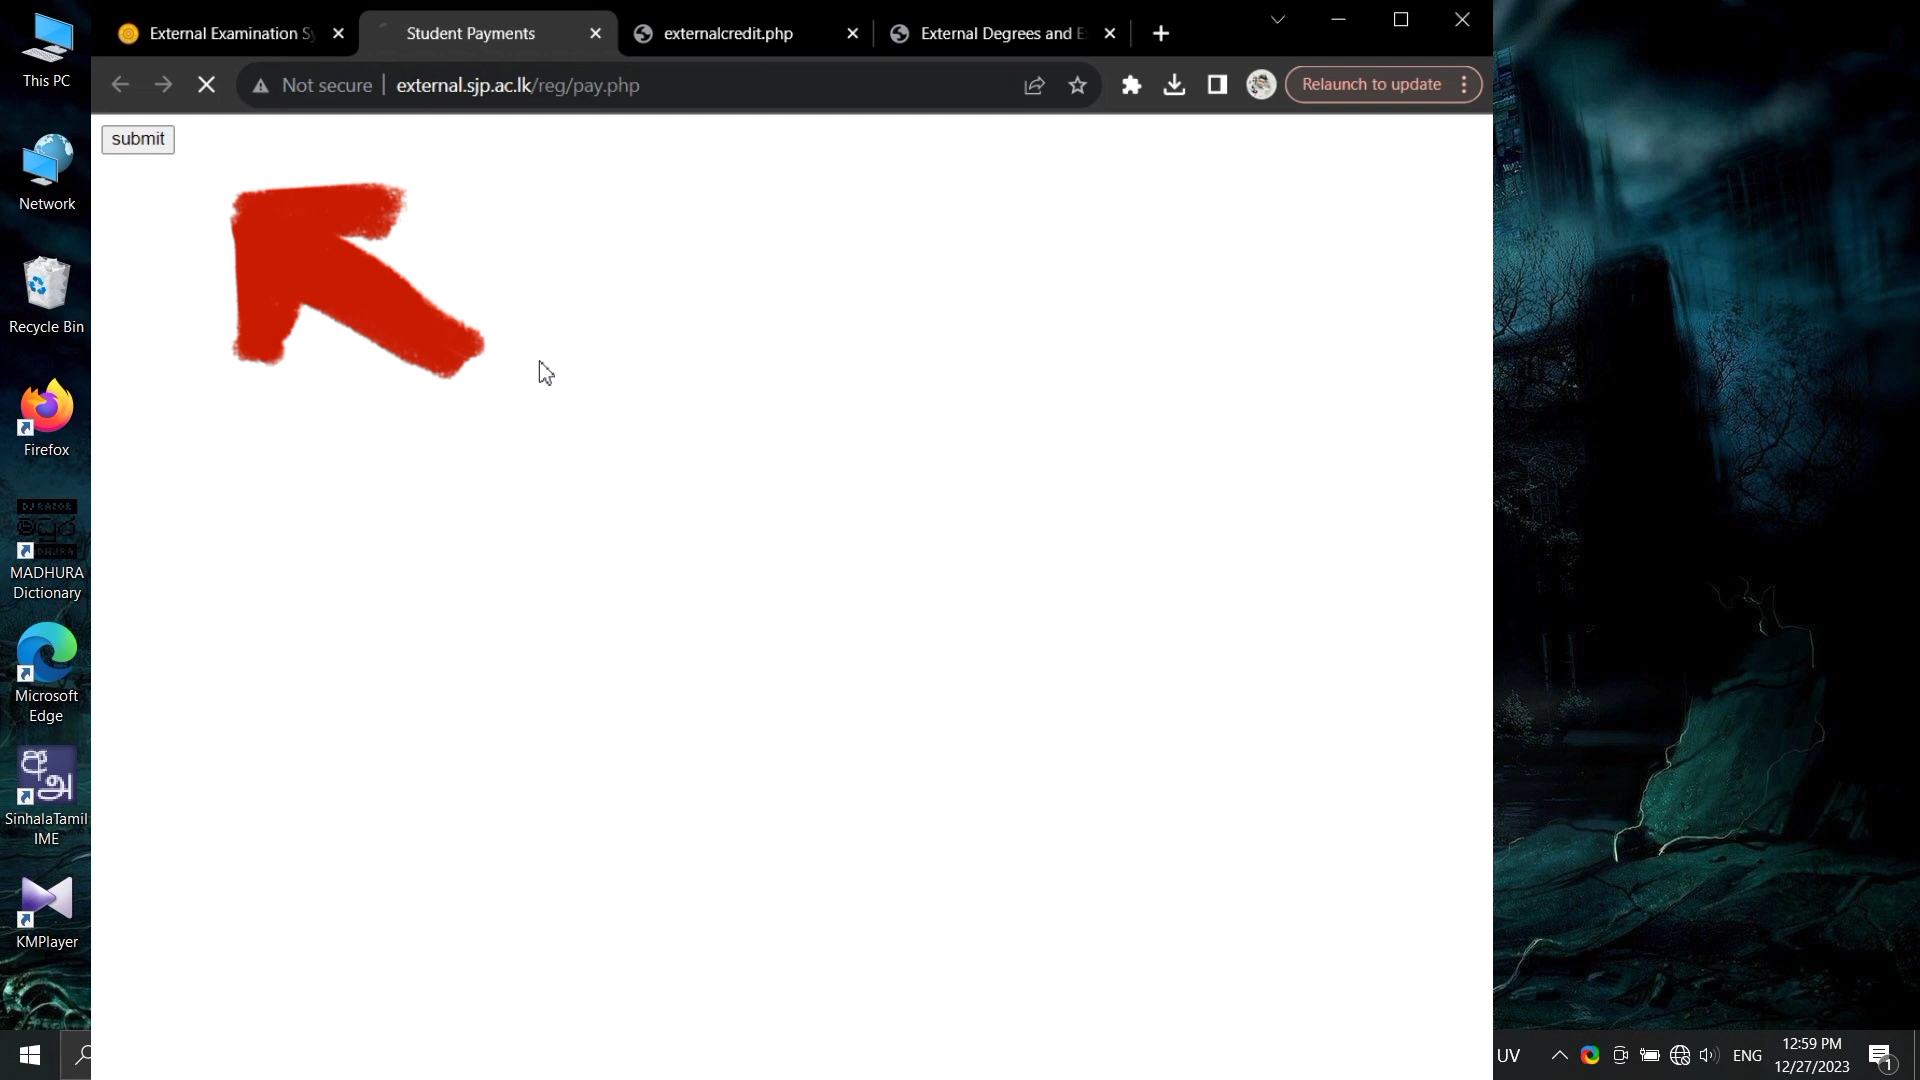 This PC
Network
Recycle Bin
Firefox
MADHURA
Dictionary
Microsoft
Edge
SinhalaTamil
IME
KMPlayer
External Examination Sy
Student Payments
externalcredit.php
External Degrees and E
Not secure
external.sjp.ac.lk/reg/pay.php
Relaunch to update
submit
UV
ENG
12:59 PM
12/27/2023
1